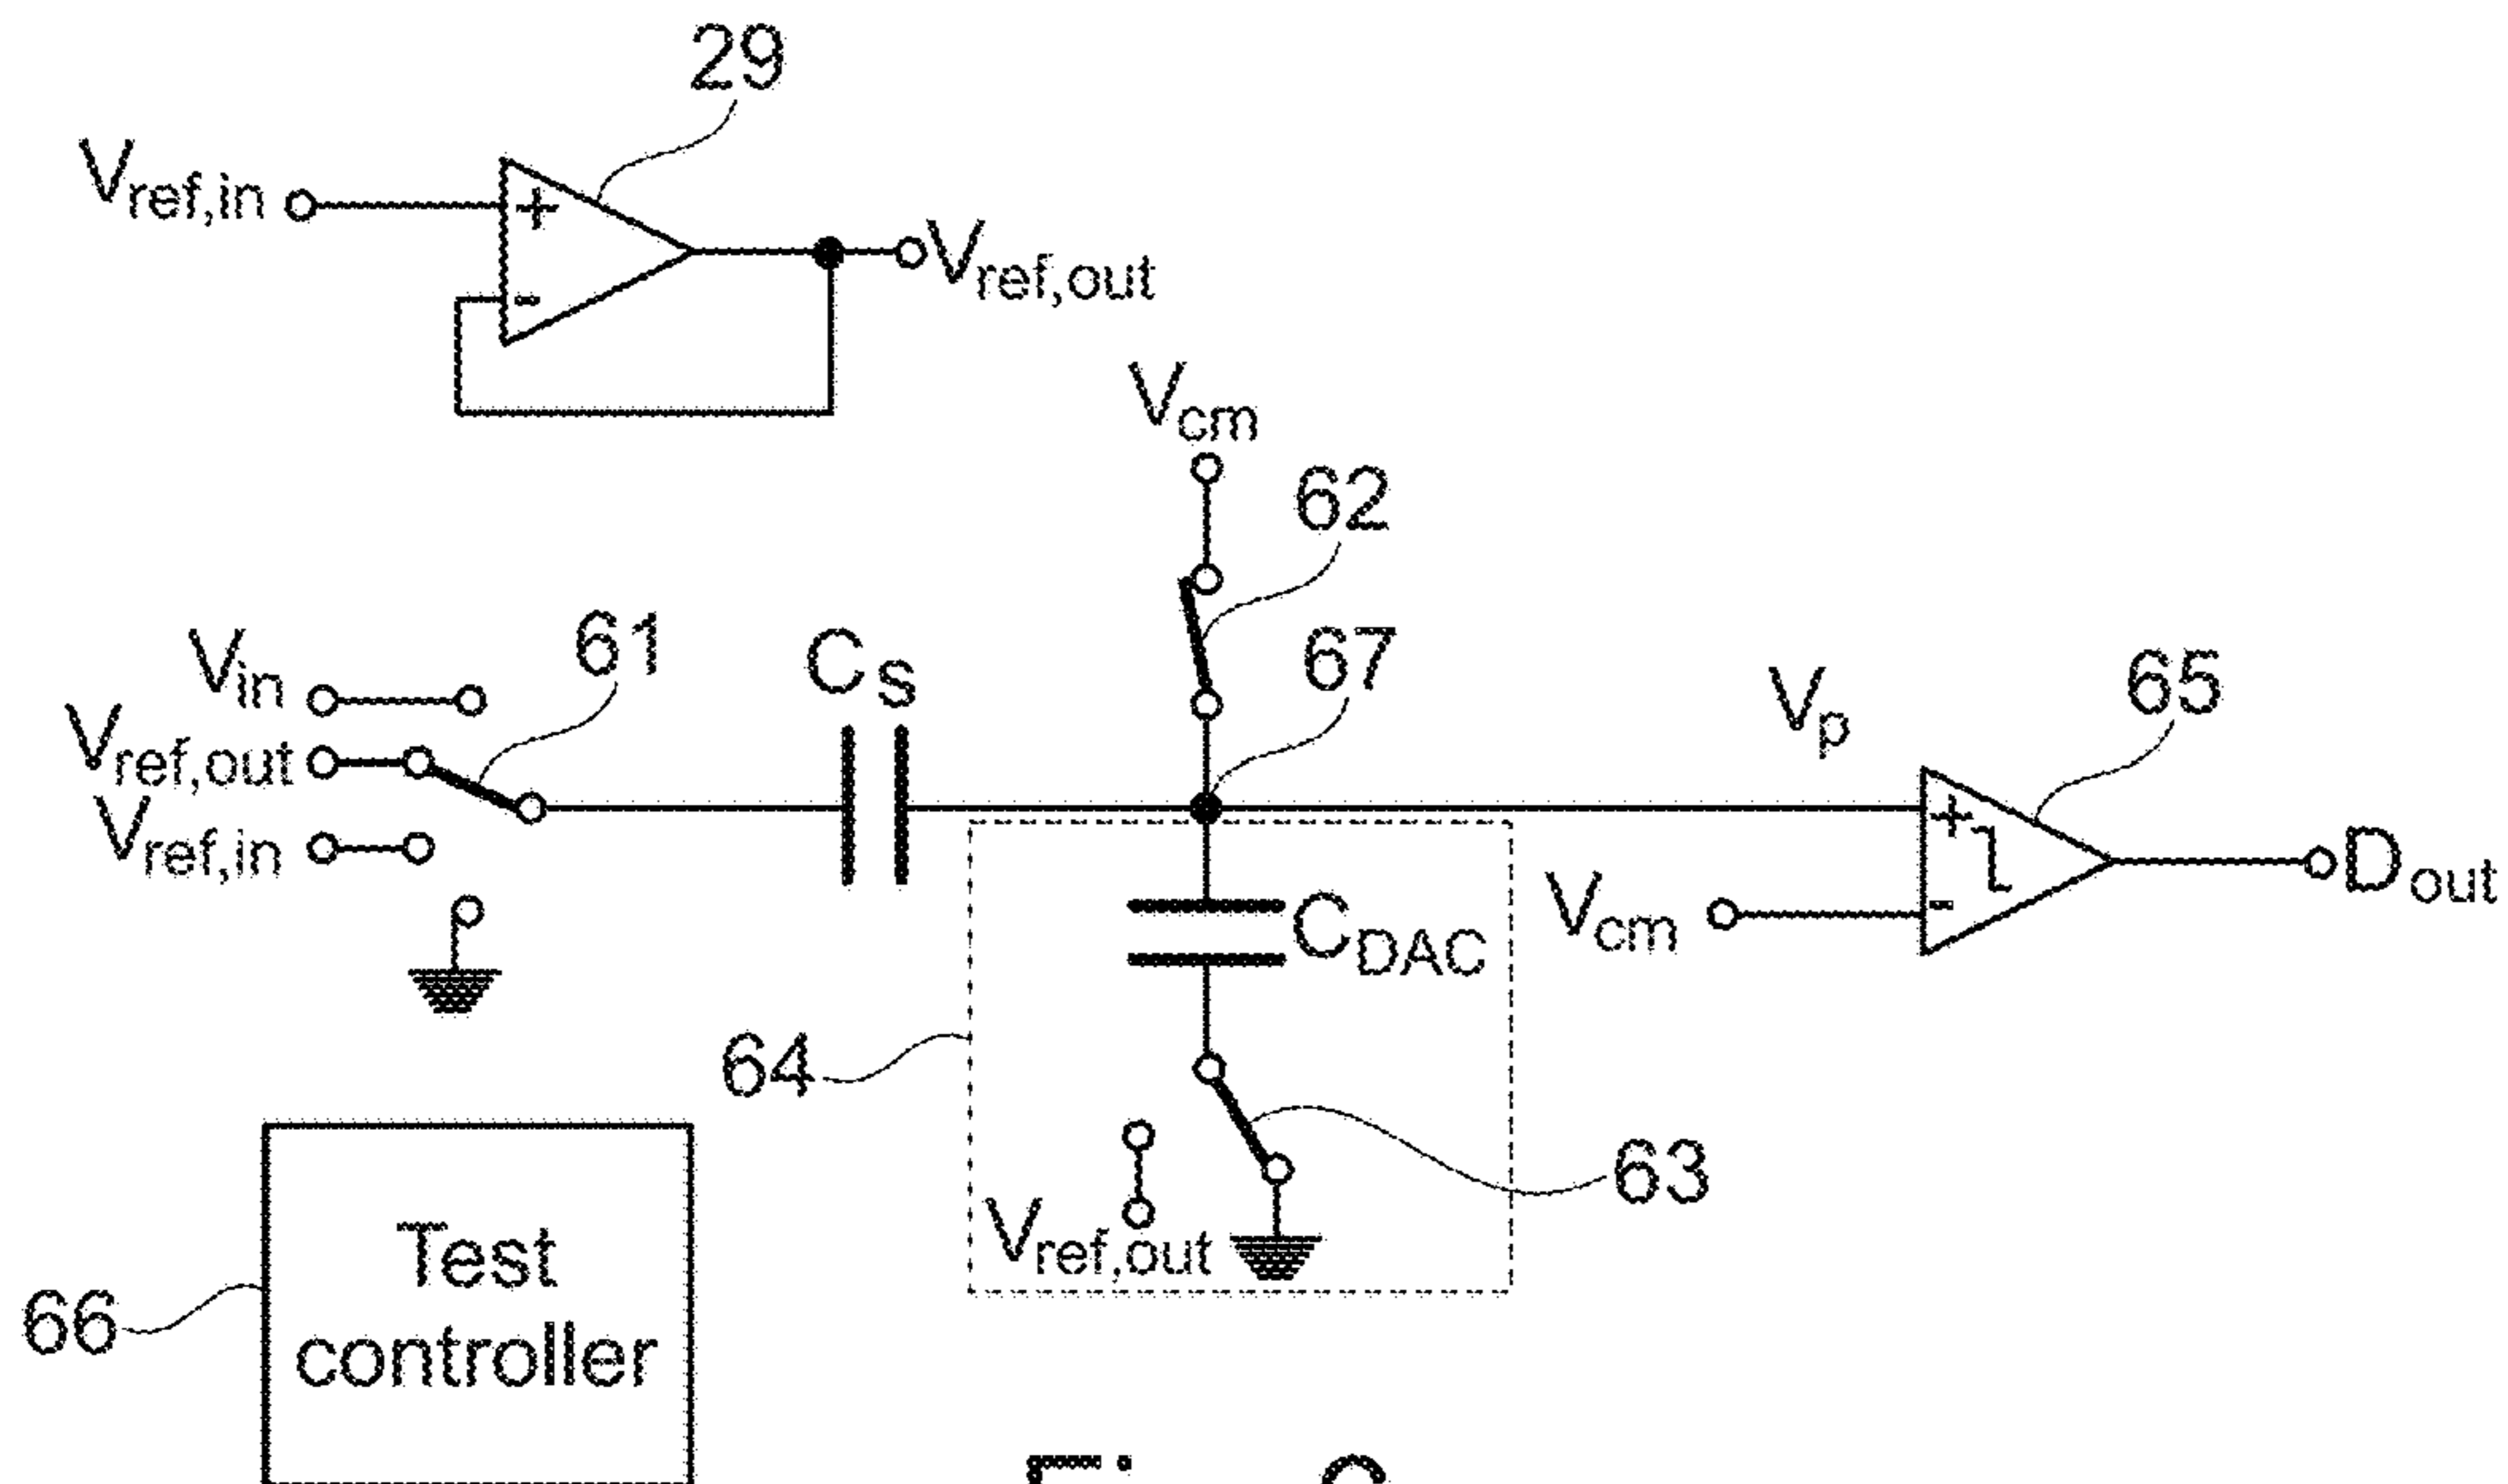 29
Vref,in
+
Vref,out
-
Vcm
62
61
Cs
67
Vin
Vp
65
Vref,out
Vref,in
+
Dout
CDAC
Vcm
-
64
63
Vref,out
66
Test
controller